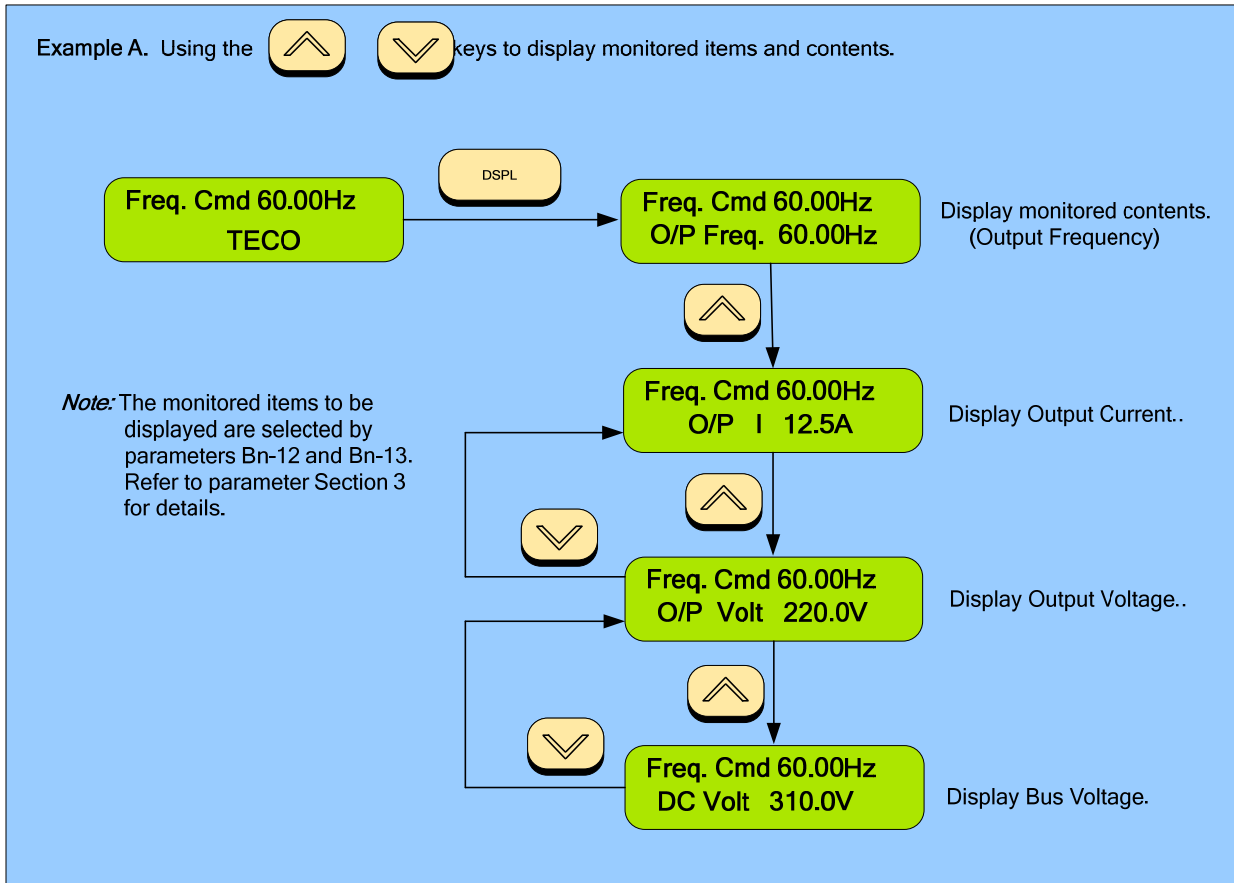 Example A. Using the keys to display monitored items and contents.
DSPL
Freq. Cmd 60.00Hz
TECO
Freq. Cmd 60.00Hz
O/P Freq. 60.00Hz
Display monitored contents.
(Output Frequency)
Note: The monitored items to be
displayed are selected by
parameters Bn-12 and Bn-13.
Refer to parameter Section 3
for details.
Freq. Cmd 60.00Hz
O/P I 12.5A
Display Output Current..
Freq. Cmd 60.00Hz
O/P Volt 220.0V
Display Output Voltage..
Freq. Cmd 60.00Hz
DC Volt 310.0V
Display Bus Voltage.